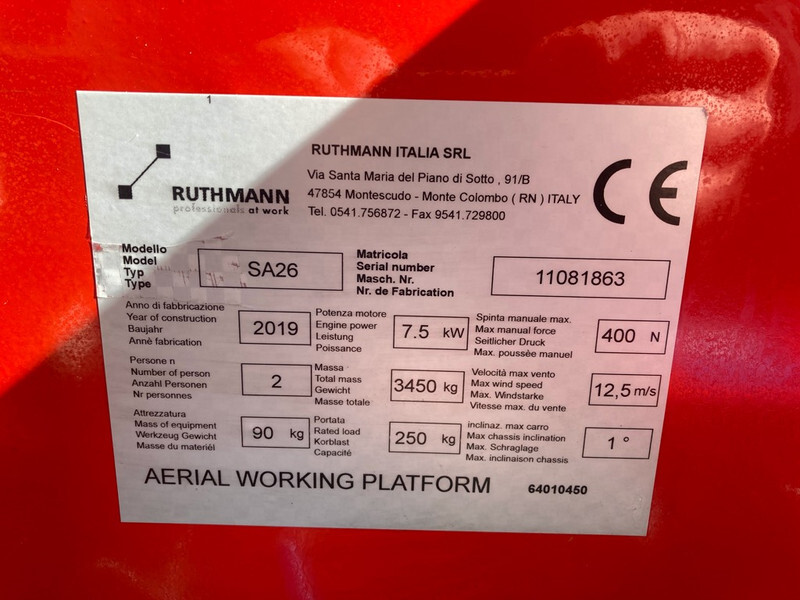 1
RUTHMANN
professionals at work
RUTHMANN ITALIA SRL
Via Santa Maria del Piano di Sotto , 91/B
47854 Montescudo - Monte Colombo ( RN ) ITALY
Tel. 0541.756872 - Fax 9541.729800
CE
Modello
Model
Typ
Type
SA26
Matricola
Serial number
Masch. Nr.
Nr. de Fabrication
11081863
Anno di fabbricazione
Year of construction
Baujahr
Annè fabrication
2019
Potenza motore
Engine power
Leistung
Poissance
7.5 kW
Spinta manuale max.
Max manual force
Seitlicher Druck
Max. poussèe manuel
400 N
Persone n
Number of person
Anzahl Personen
Nr personnes
2
Massa
Total mass
Gewicht
Masse totale
3450 kg
Velocità max vento
Max wind speed
Max. Windstarke
Vitesse max. du vente
12,5 m/s
Attrezzatura
Mass of equipment
Werkzeug Gewicht
Masse du materièl
90 kg
Portata
Rated load
Korblast
Capacité
250 kg
inclinaz. max carro
Max chassis inclination
Max. Schraglage
Max. inclinaison chassis
1 °
AERIAL WORKING PLATFORM
64010450